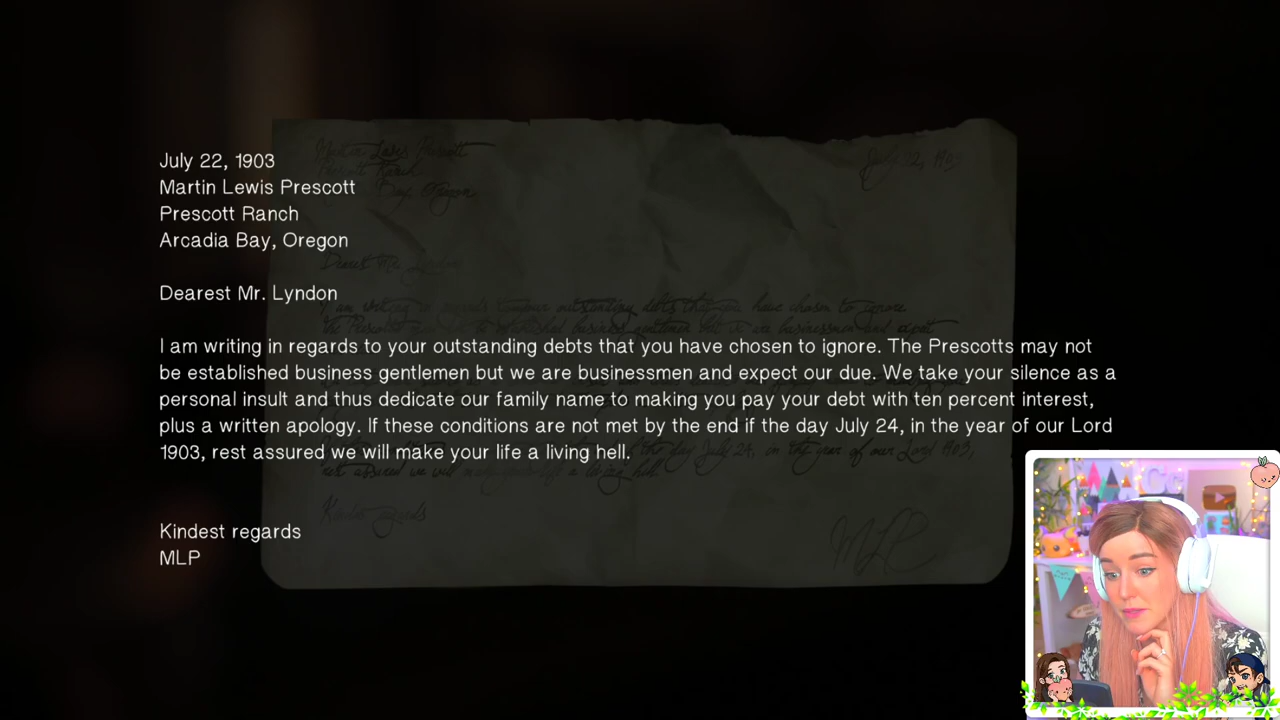 July 22, 1903
Martin Lewis Prescott
Prescott Ranch
Arcadia Bay, Oregon
Dearest Mr. Lyndon
I am writing in regards to your outstanding debts that you have chosen to ignore. The Prescotts may not
be established business gentlemen but we are businessmen and expect our due. We take your silence as a
personal insult and thus dedicate our family name to making you pay your debt with ten percent interest,
plus a written apology. If these conditions are not met by the end if the day July 24, in the year of our Lord
1903, rest assured we will make your life a living hell.
Kindest regards
MLP